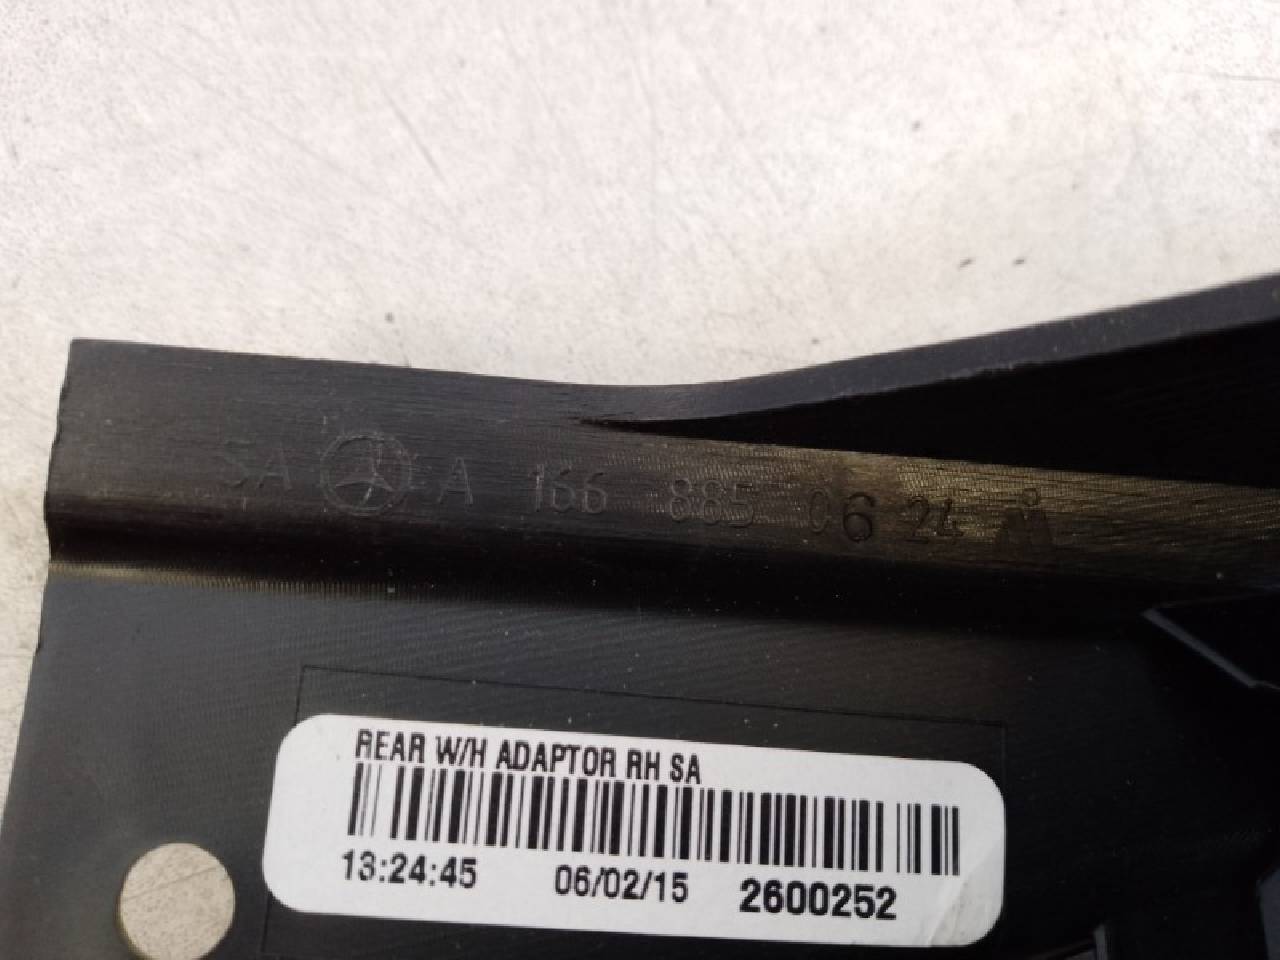 SA A 166 885 06 24
REAR W/H ADAPTOR RH SA
13:24:45 06/02/15 2600252